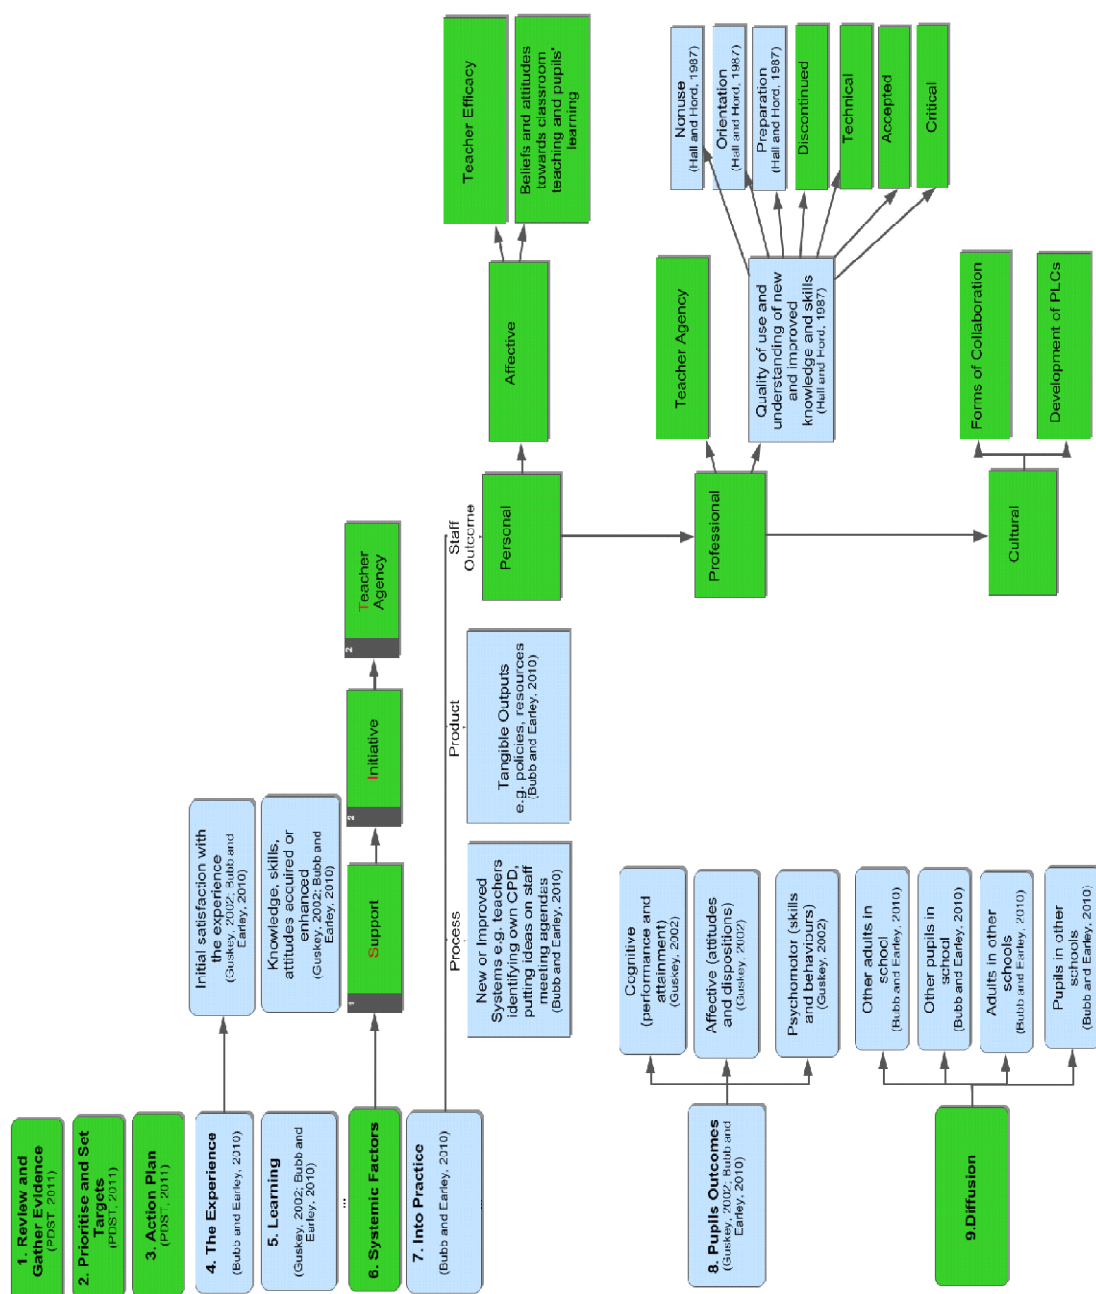 1. Review and
Gather Evidence
(PDST, 2011)
2. Prioritise and Set
Targets
(PDST, 2011)
3. Action Plan
(PDST, 2011)
4. The Experience
(Bubb and Earley, 2010)
Initial satisfaction with
the experience
(Guskey, 2002; Bubb and
Earley, 2010)
5. Learning
(Guskey, 2002; Bubb and
Earley, 2010)
Knowledge, skills,
attitudes acquired or
enhanced
(Guskey, 2002; Bubb and
Earley, 2010)
...
6. Systemic Factors
1
Support
2
Initiative
2
Teacher
Agency
7. Into Practice
(Bubb and Earley, 2010)
...
Process
New or Improved
Systems e.g. teachers
identifying own CPD,
putting ideas on staff
meeting agendas
(Bubb and Earley, 2010)
Product
Tangible Outputs
e.g. policies, resources
(Bubb and Earley, 2010)
Staff
Outcome
Personal
Affective
Teacher Efficacy
Beliefs and attitudes
towards classroom
teaching and pupils'
learning
Professional
Teacher Agency
Quality of use and
understanding of new
and improved
knowledge and skills
(Hall and Hord, 1987)
Nonuse
(Hall and Hord, 1987)
Orientation
(Hall and Hord, 1987)
Preparation
(Hall and Hord, 1987)
Discontinued
Technical
Accepted
Critical
Cultural
Forms of Collaboration
Development of PLCs
8. Pupils Outcomes
(Guskey, 2002; Bubb and
Earley, 2010)
Cognitive
(performance and
attainment)
(Guskey, 2002)
Affective (attitudes
and dispositions)
(Guskey, 2002)
Psychomotor (skills
and behaviours)
(Guskey, 2002)
9.Diffusion
Other adults in
school
(Bubb and Earley, 2010)
Other pupils in
school
(Bubb and Earley, 2010)
Adults in other
schools
(Bubb and Earley, 2010)
Pupils in other
schools
(Bubb and Earley, 2010)